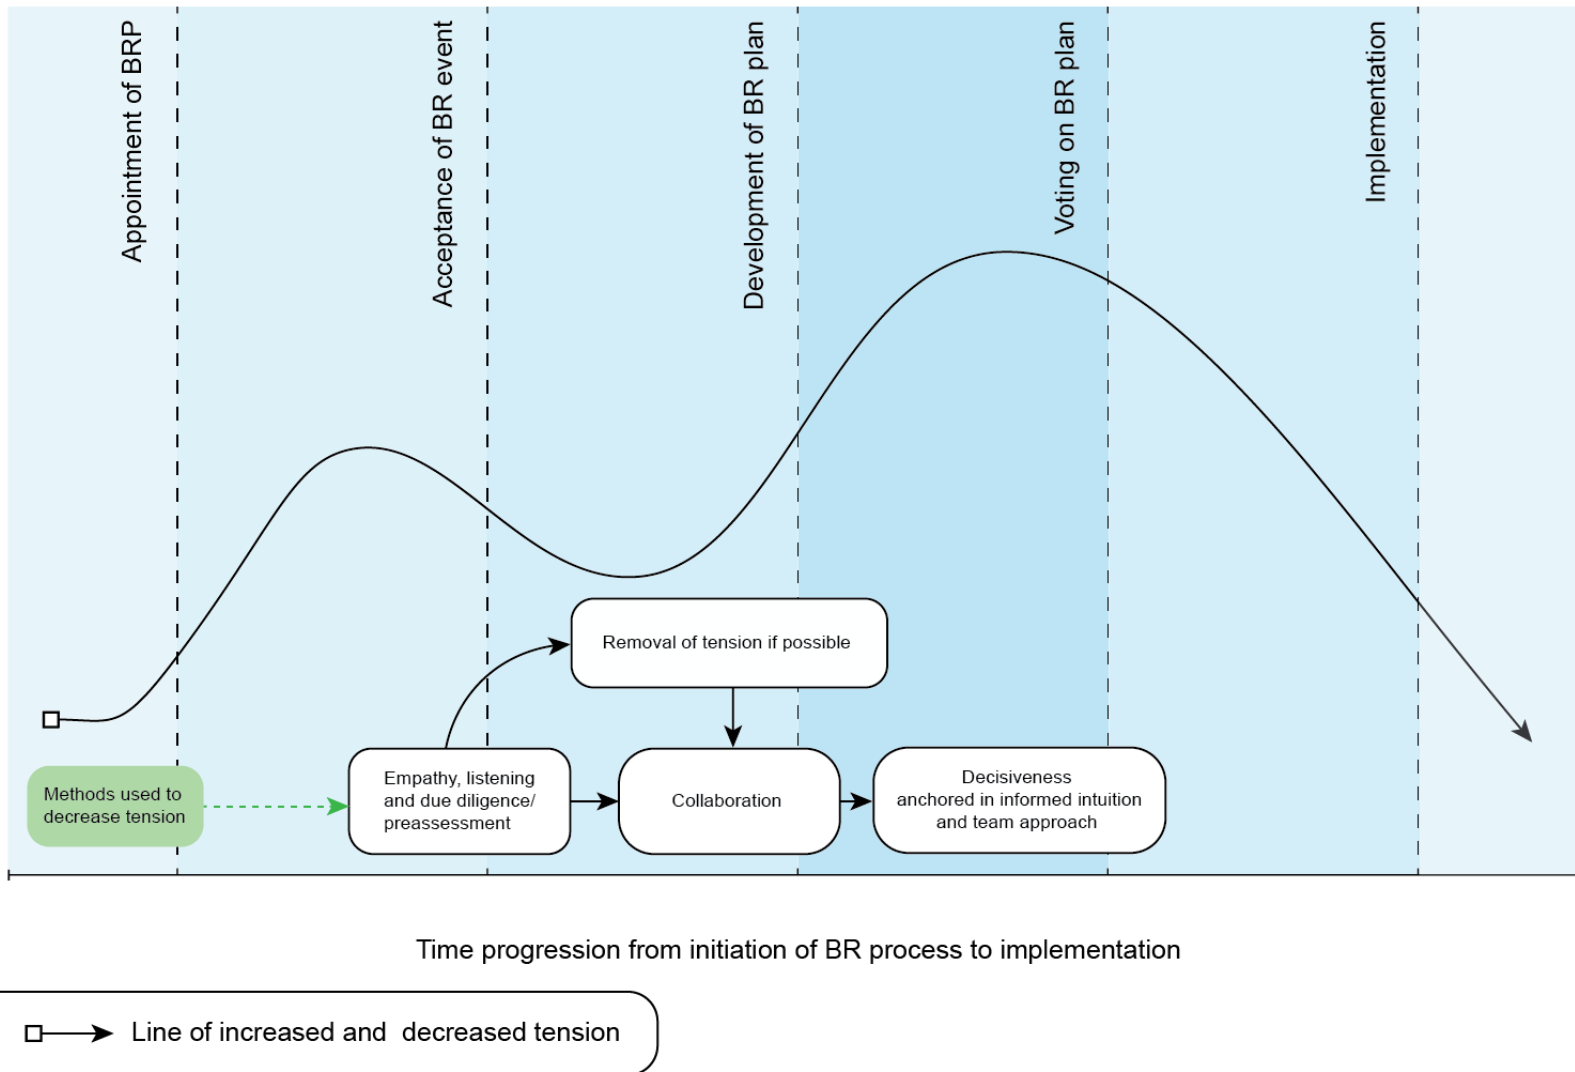 Appointment of BRP
Acceptance of BR event
Development of BR plan
Voting on BR plan
Implementation
Removal of tension if possible
Methods used to
decrease tension
Empathy, listening
and due diligence/
preassessment
Collaboration
Decisiveness
anchored in informed intuition
and team approach
Time progression from initiation of BR process to implementation
Line of increased and decreased tension